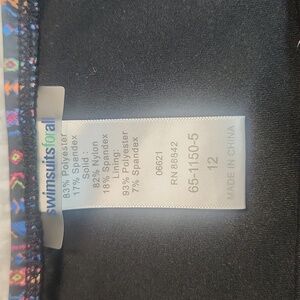 swimsuitsforall
83% Polyester
17% Spandex
Solid :
82% Nylon
18% Spandex
Lining:
93% Polyester
7% Spandex
06621
RN 88842
65-1150-5
12
MADE IN CHINA